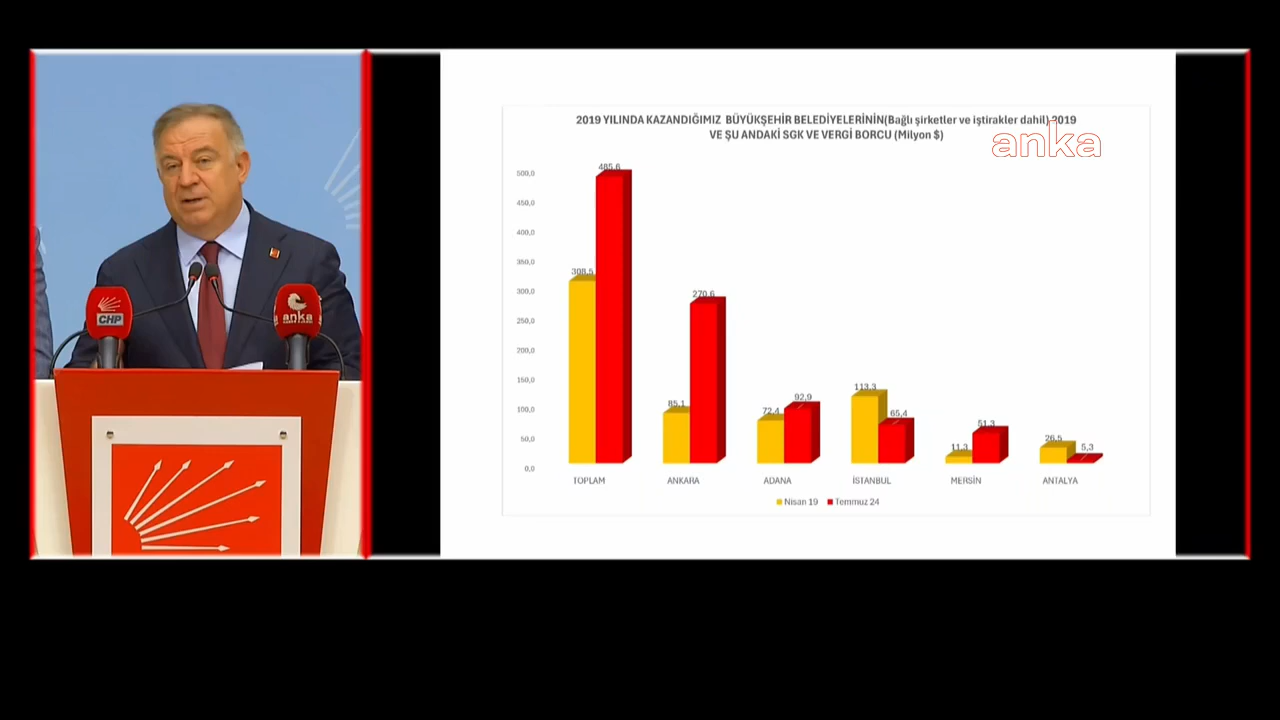 2019 YILINDA KAZANDIĞIMIZ BÜYÜKŞEHİR BELEDİYELERİNİN(Bağlı şirketler ve iştirakler dahil) 2019
VE ŞU ANDAKİ SGK VE VERGİ BORCU (Milyon $)
anka
500,0
450,0
400,0
350,0
300,0
250,0
200,0
150,0
100,0
50,0
0,0
308,5
485,6
85,1
270,6
72,4
92,9
113,3
65,4
11,3
51,3
26,5
5,3
TOPLAM
ANKARA
ADANA
İSTANBUL
MERSİN
ANTALYA
Nisan 19
Temmuz 24
CHP
anka